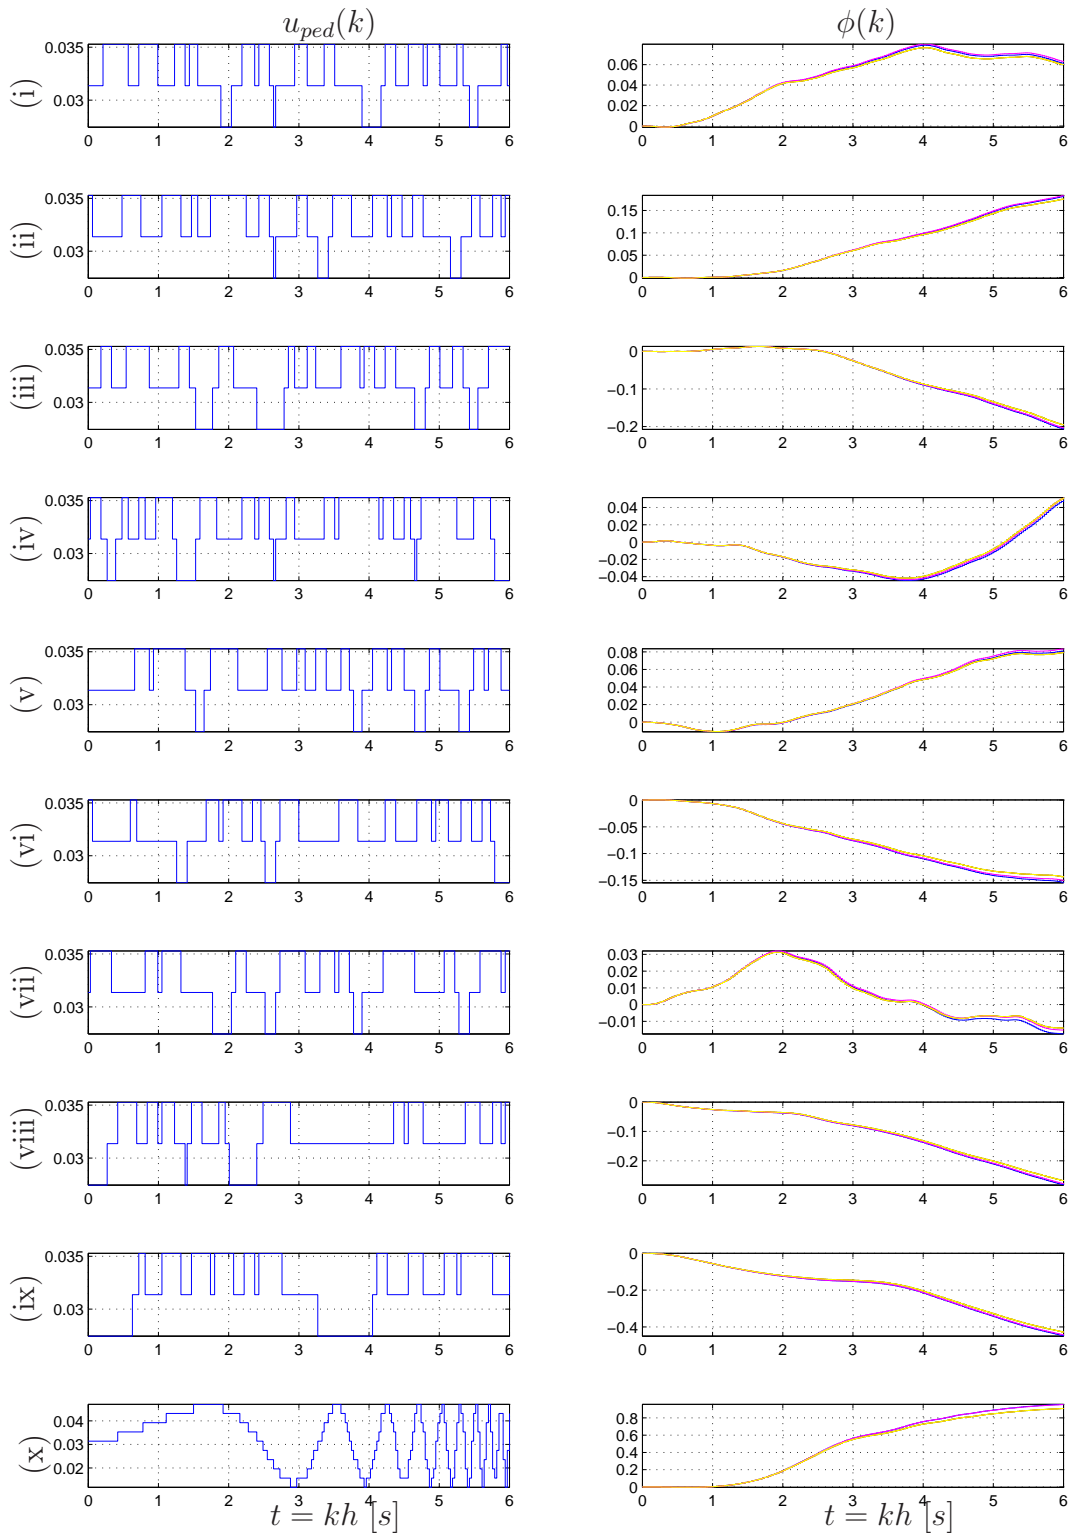 u_ped(k) φ(k)
(i) 0.035 0.03
0 1 2 3 4 5 6
0.06 0.04 0.02 0
0 1 2 3 4 5 6
(ii) 0.035 0.03
0 1 2 3 4 5 6
0.15 0.1 0.05 0
0 1 2 3 4 5 6
(iii) 0.035 0.03
0 1 2 3 4 5 6
0 −0.1 −0.2
0 1 2 3 4 5 6
(iv) 0.035 0.03
0 1 2 3 4 5 6
0.04 0.02 0 −0.02 −0.04
0 1 2 3 4 5 6
(v) 0.035 0.03
0 1 2 3 4 5 6
0.08 0.06 0.04 0.02 0
0 1 2 3 4 5 6
(vi) 0.035 0.03
0 1 2 3 4 5 6
0 −0.05 −0.1 −0.15
0 1 2 3 4 5 6
(vii) 0.035 0.03
0 1 2 3 4 5 6
0.03 0.02 0.01 0 −0.01
0 1 2 3 4 5 6
(viii) 0.035 0.03
0 1 2 3 4 5 6
0 −0.1 −0.2
0 1 2 3 4 5 6
(ix) 0.035 0.03
0 1 2 3 4 5 6
0 −0.2 −0.4
0 1 2 3 4 5 6
(x) 0.04 0.03 0.02
0 1 2 3 4 5 6
0.8 0.6 0.4 0.2 0
0 1 2 3 4 5 6
t = kh [s] t = kh [s]